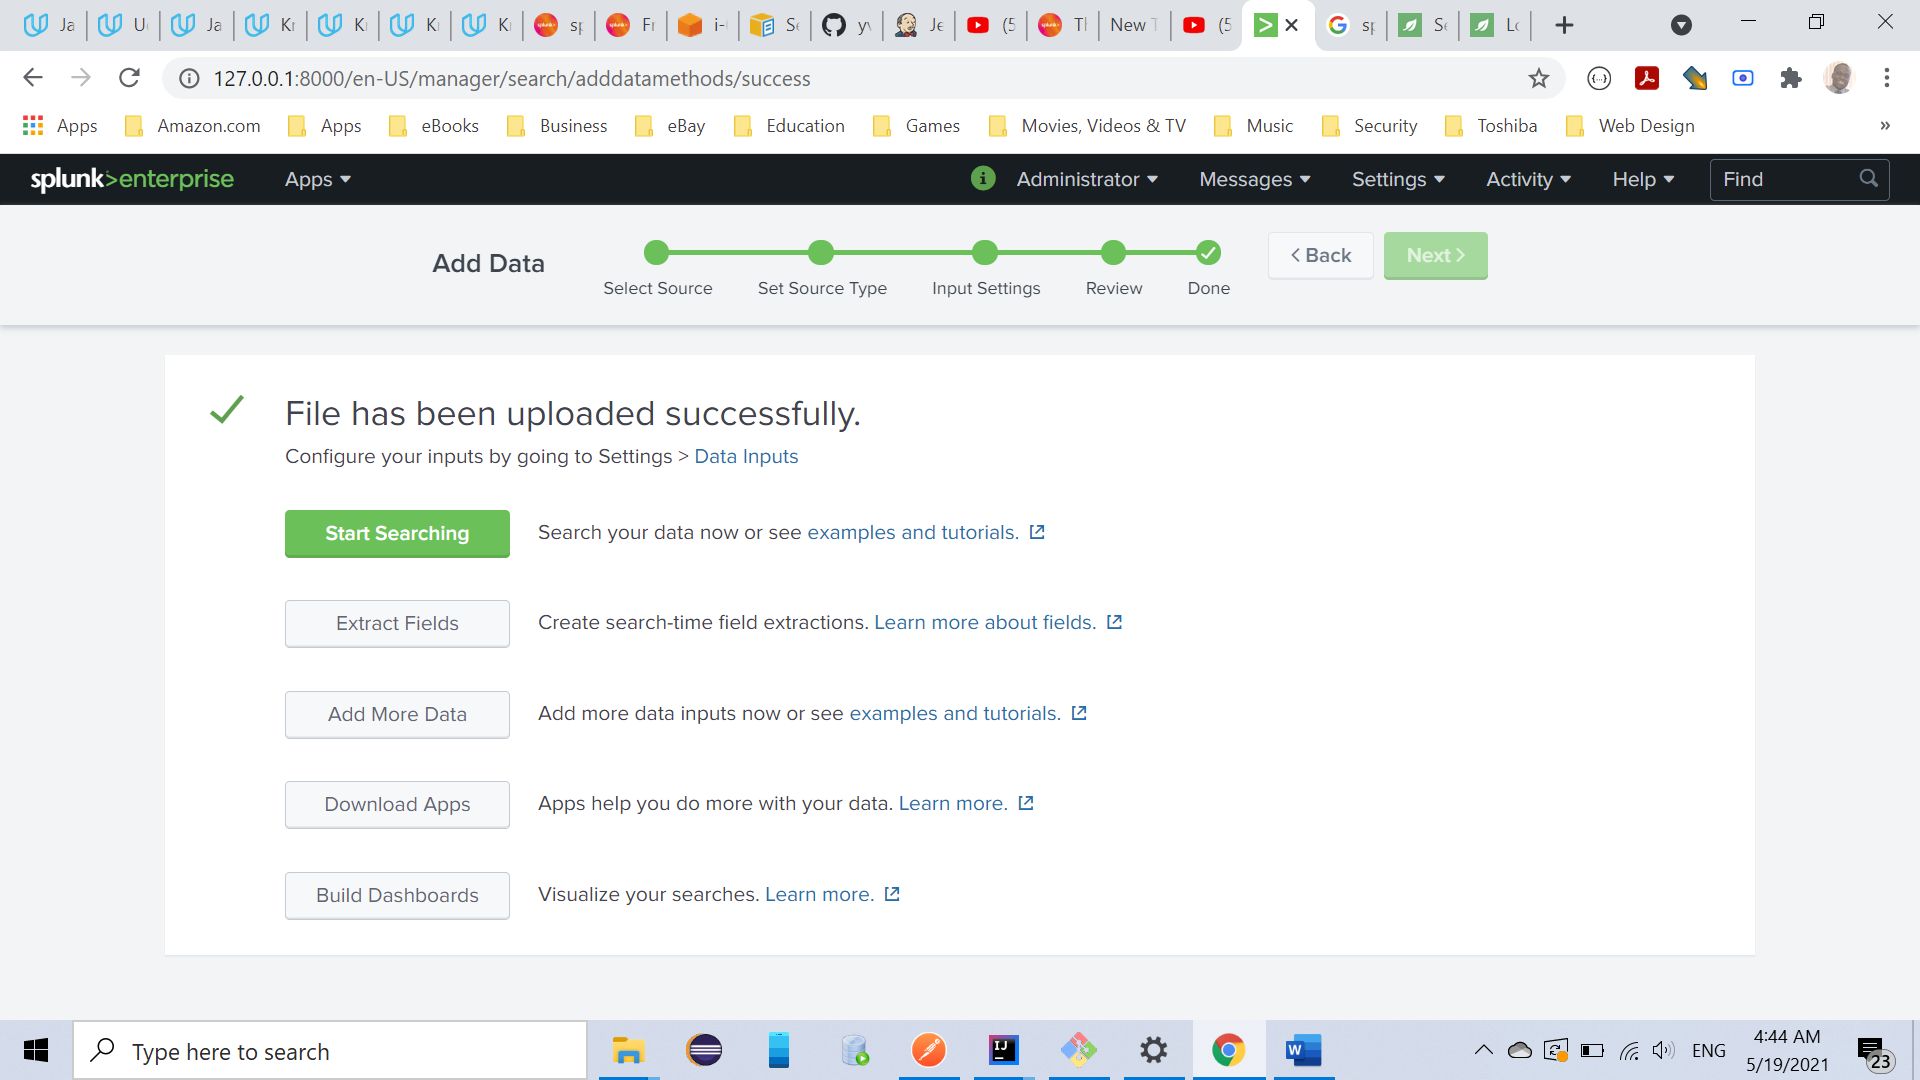 127.0.0.1:8000/en-US/manager/search/adddatamethods/success
Apps Amazon.com Apps eBooks Business eBay Education Games Movies, Videos & TV Music Security Toshiba Web Design »
splunk>enterprise Apps Administrator Messages Settings Activity Help Find
Add Data
Select Source Set Source Type Input Settings Review Done
< Back Next >
File has been uploaded successfully.
Configure your inputs by going to Settings > Data Inputs
Start Searching Search your data now or see examples and tutorials.
Extract Fields Create search-time field extractions. Learn more about fields.
Add More Data Add more data inputs now or see examples and tutorials.
Download Apps Apps help you do more with your data. Learn more.
Build Dashboards Visualize your searches. Learn more.
Type here to search
ENG
4:44 AM
5/19/2021
23